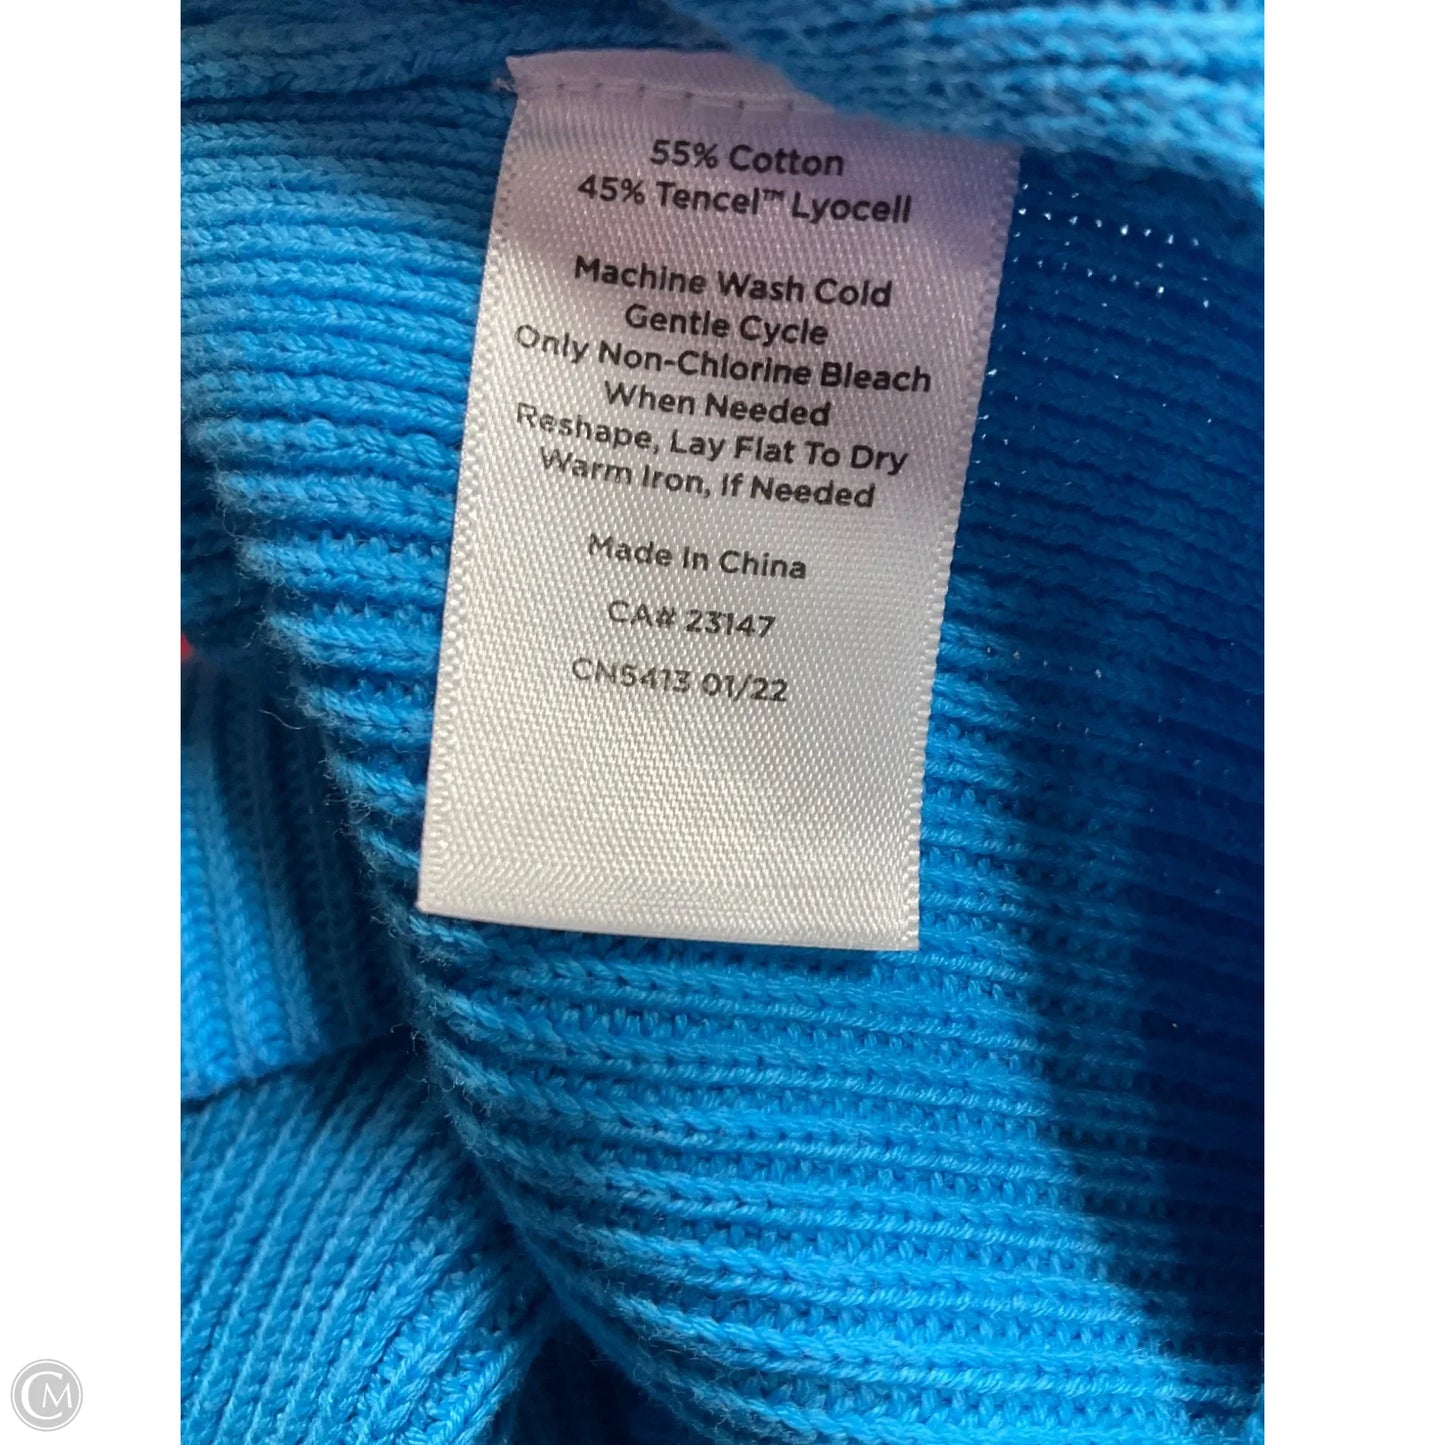 55% Cotton
45% Tencel™ Lyocell
Machine Wash Cold
Gentle Cycle
Only Non-Chlorine Bleach
When Needed
Reshape, Lay Flat To Dry
Warm Iron, If Needed
Made In China
CA# 23147
CN5413 01/22
CM